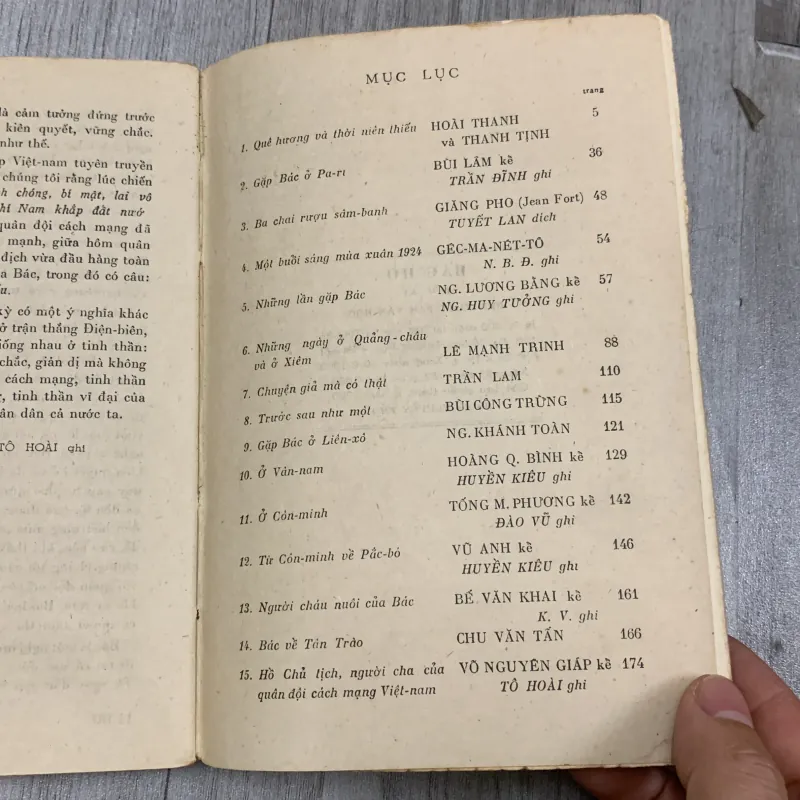 là cảm tưởng đứng trước
kiên quyết, vững chắc.
như thế.
p Việt-nam tuyên truyền
chúng tôi rằng lúc chiến
h chóng, bí mật, lai vô
hí Nam khắp đất nướ
quân đội cách mạng đã
mạnh, giữa hôm quân
địch vừa đầu hàng toàn
a Bác, trong đó có câu:
ấu.
kỳ có một ý nghĩa khác
ở trận thắng Điện-biên,
iống nhau ở tinh thần:
chắc, giản dị mà không
cách mạng, tinh thần
, tinh thần vĩ đại của
ân dân cả nước ta.
TÔ HOÀI ghi
MỤC LỤC
trang
1. Quê hương và thời niên thiếu HOÀI THANH và THANH TỊNH 5
2. Gặp Bác ở Pa-ri BÙI LÂM kể 36
TRẦN ĐĨNH ghi
3. Ba chai rượu sâm-banh GIĂNG PHO (Jean Fort) 48
TUYẾT LAN dịch
4. Một buổi sáng mùa xuân 1924 GÉC-MA-NÉT-TÔ 54
N. B. Đ. ghi
5. Những lần gặp Bác NG. LƯƠNG BẰNG kể 57
NG. HUY TƯỞNG ghi
6. Những ngày ở Quảng-châu
và ở Xiêm LÊ MẠNH TRINH 88
7. Chuyện giả mà có thật TRẦN LAM 110
8. Trước sau như một BÙI CÔNG TRỪNG 115
9. Gặp Bác ở Liên-xô NG. KHÁNH TOÀN 121
10. Ở Vân-nam HOÀNG Q. BÌNH kể 129
HUYỀN KIÊU ghi
11. Ở Côn-minh TỐNG M. PHƯƠNG kể 142
ĐÀO VŨ ghi
12. Từ Côn-minh về Pắc-bó VŨ ANH kể 146
HUYỀN KIÊU ghi
13. Người cháu nuôi của Bác BẾ VĂN KHAI kể 161
K. V. ghi
14. Bác về Tân Trào CHU VĂN TẤN 166
15. Hồ Chủ tịch, người cha của VÕ NGUYÊN GIÁP kể 174
quân đội cách mạng Việt-nam TÔ HOÀI ghi